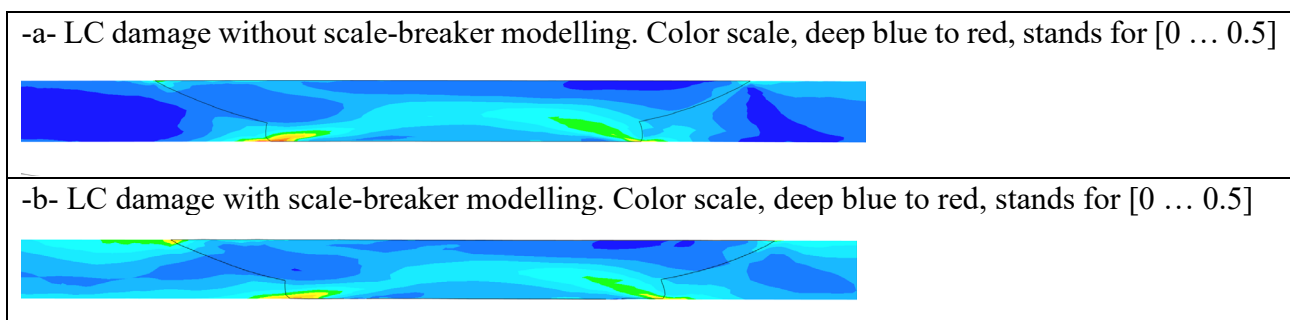 -a- LC damage without scale-breaker modelling. Color scale, deep blue to red, stands for [0 … 0.5]
-b- LC damage with scale-breaker modelling. Color scale, deep blue to red, stands for [0 … 0.5]